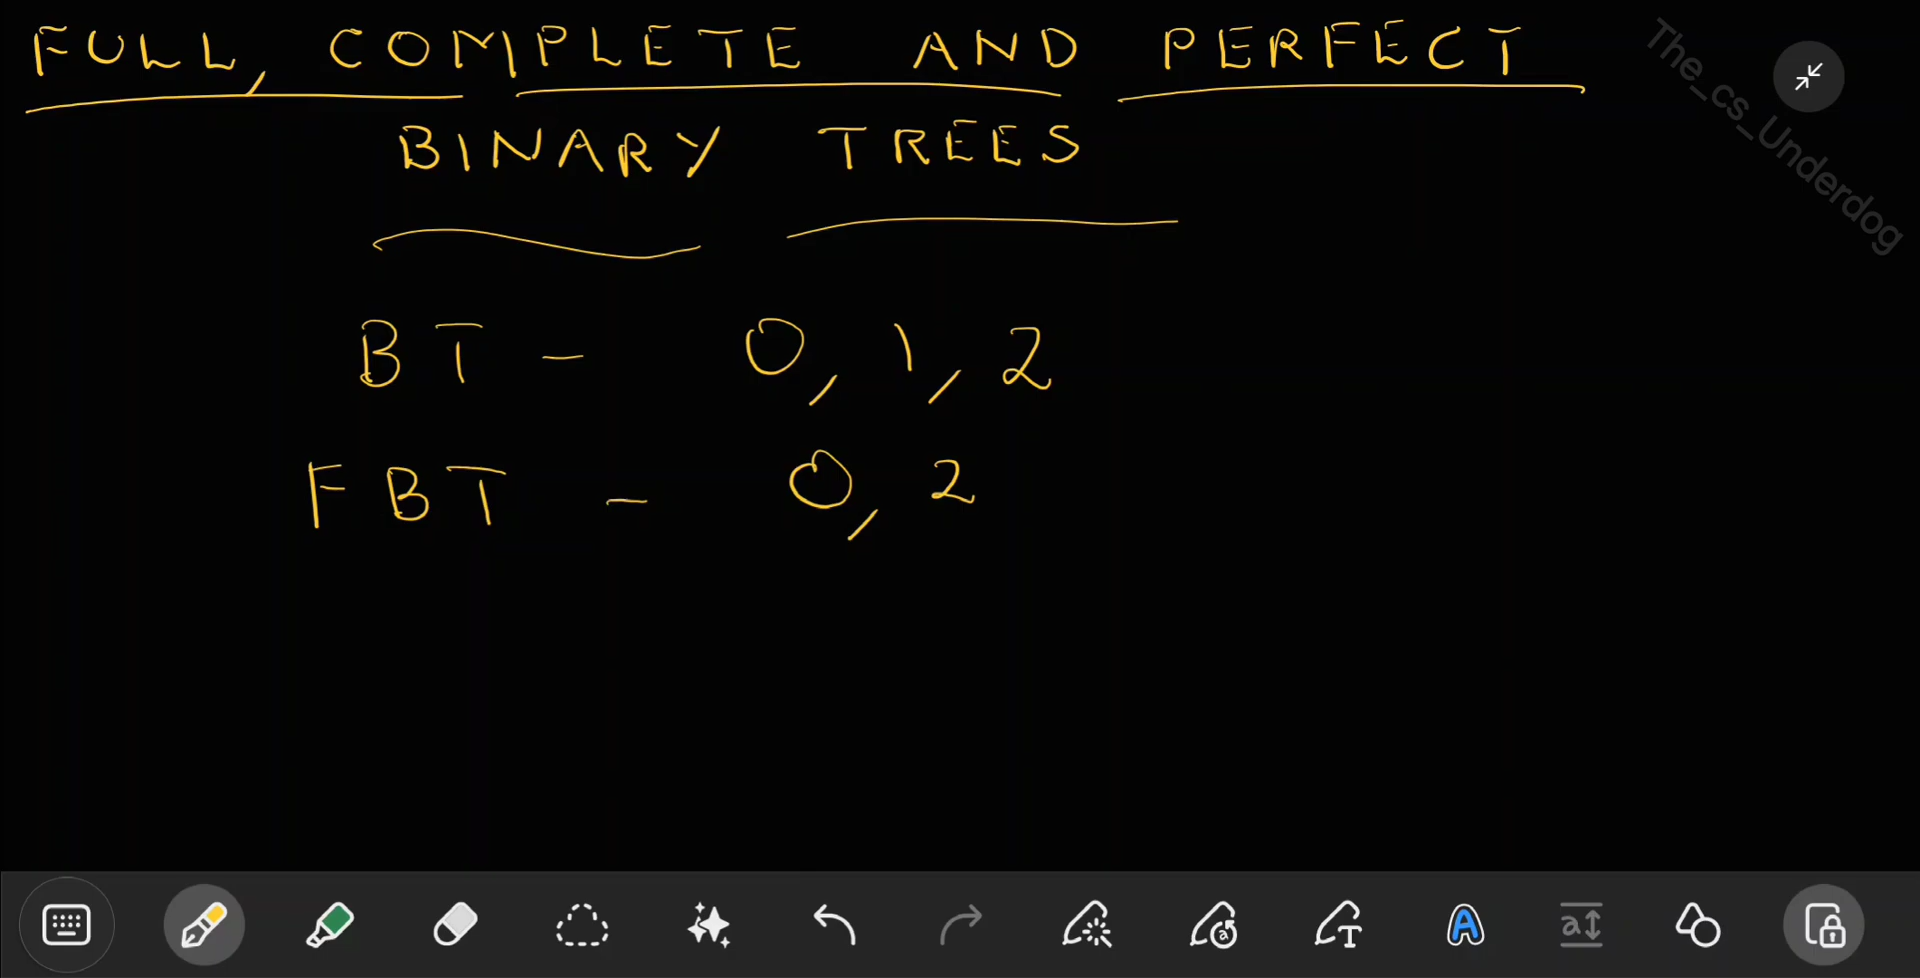 FULL, COMPLETE AND PERFECT
BINARY TREES
BT - 0, 1, 2
FBT - 0, 2
The_cs_Underdog